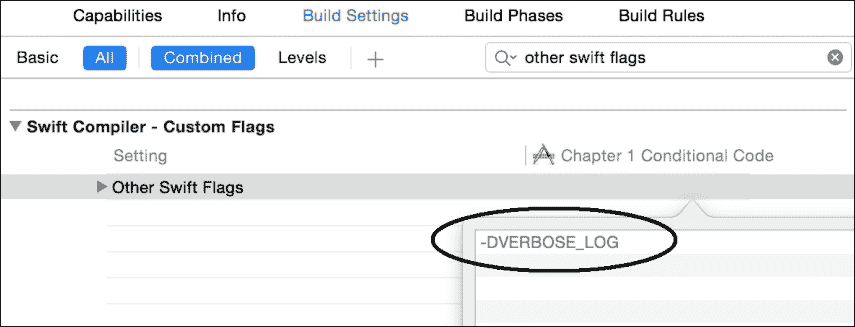 Capabilities Info Build Settings Build Phases Build Rules
Basic All Combined Levels + other swift flags
Swift Compiler - Custom Flags
Setting Chapter 1 Conditional Code
Other Swift Flags
-DVERBOSE_LOG